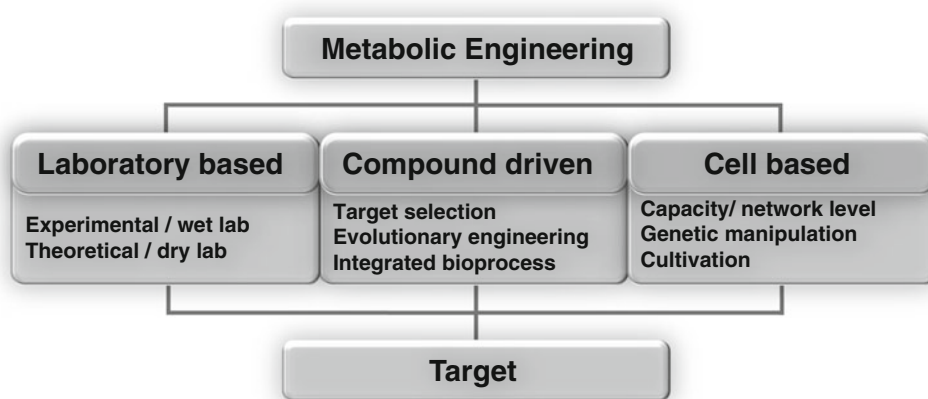 Metabolic Engineering
Laboratory based
Experimental / wet lab
Theoretical / dry lab
Compound driven
Target selection
Evolutionary engineering
Integrated bioprocess
Cell based
Capacity/ network level
Genetic manipulation
Cultivation
Target